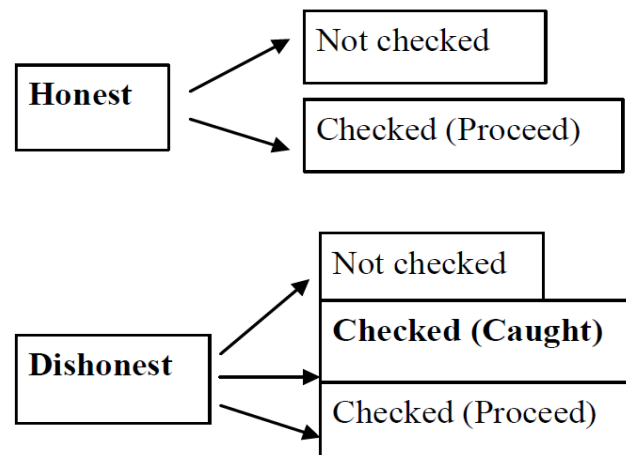 Not checked
Honest
Checked (Proceed)
Not checked
Checked (Caught)
Dishonest
Checked (Proceed)